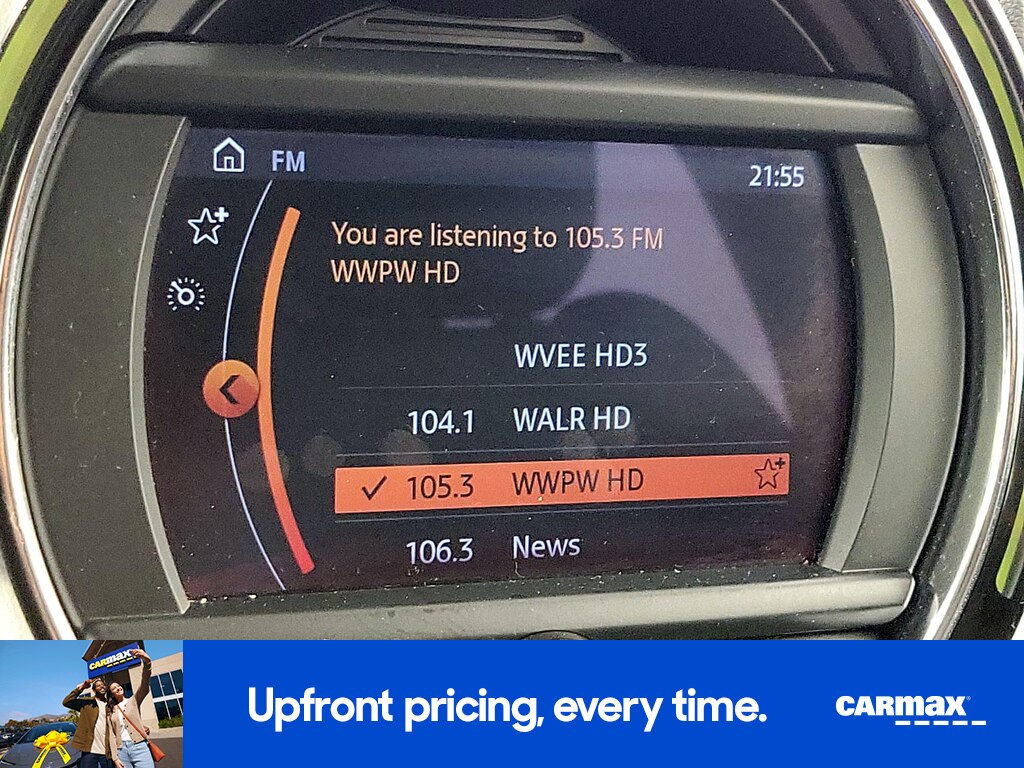 FM
21:55
You are listening to 105.3 FM
WWPW HD
WVEE HD3
104.1 WALR HD
105.3 WWPW HD
106.3 News
CARMAX
Upfront pricing, every time.
CARMAX